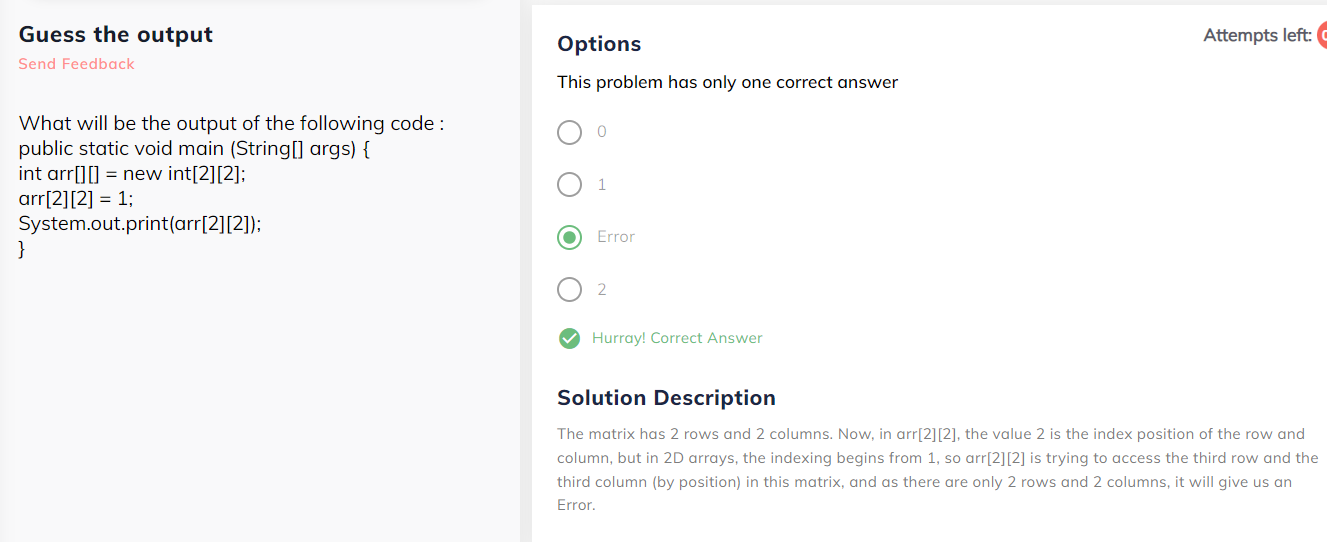 Guess the output
Send Feedback
What will be the output of the following code :
public static void main (String[] args) {
int arr[][] = new int[2][2];
arr[2][2] = 1;
System.out.print(arr[2][2]);
}
Attempts left:
Options
This problem has only one correct answer
0
1
Error
2
Hurray! Correct Answer
Solution Description
The matrix has 2 rows and 2 columns. Now, in arr[2][2], the value 2 is the index position of the row and
column, but in 2D arrays, the indexing begins from 1, so arr[2][2] is trying to access the third row and the
third column (by position) in this matrix, and as there are only 2 rows and 2 columns, it will give us an
Error.